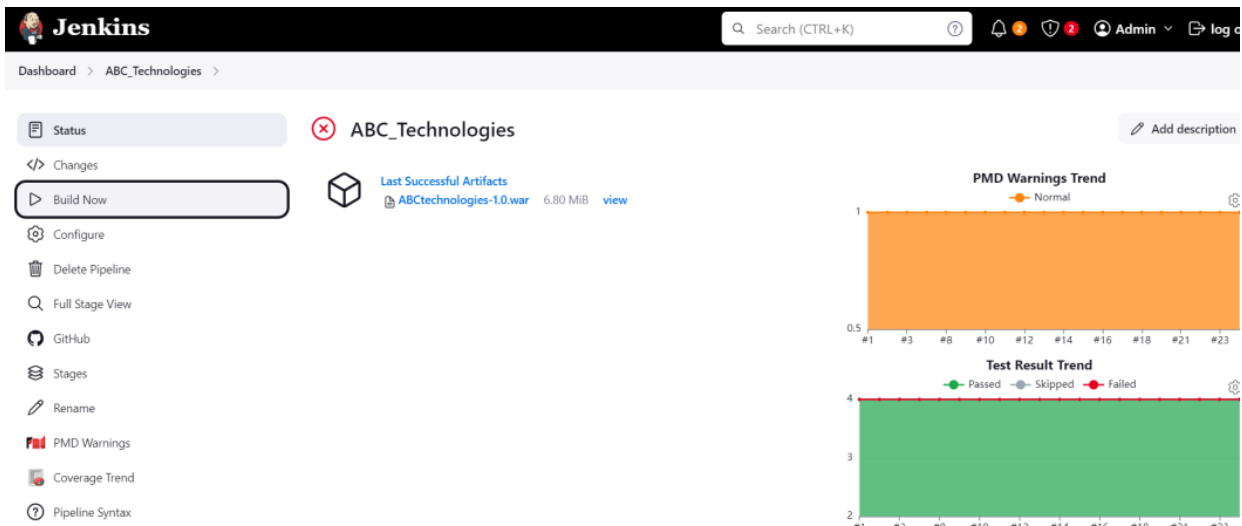 Jenkins
Search (CTRL+K)
2
2
Admin
log o
Dashboard > ABC_Technologies >
Status
Changes
Build Now
Configure
Delete Pipeline
Full Stage View
GitHub
Stages
Rename
PMD Warnings
Coverage Trend
Pipeline Syntax
ABC_Technologies
Add description
Last Successful Artifacts
ABCtechnologies-1.0.war 6.80 MiB view
PMD Warnings Trend
Normal
1
0.5
#1 #3 #8 #10 #12 #14 #16 #18 #21 #23
Test Result Trend
Passed Skipped Failed
4
3
2